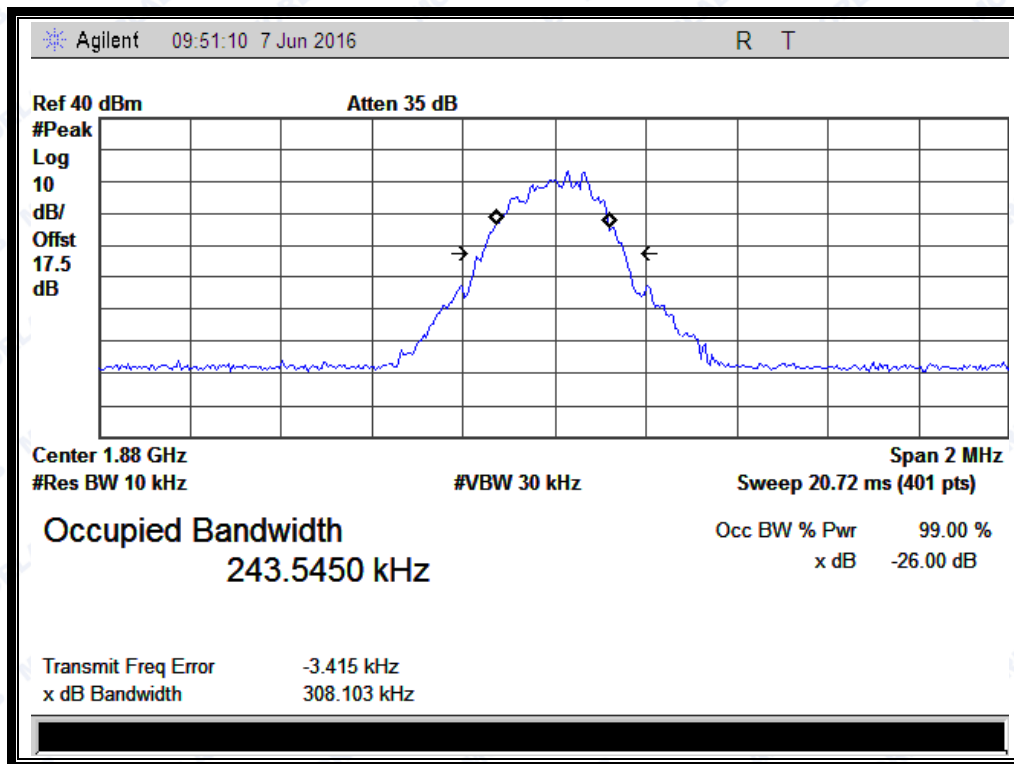 Agilent 09:51:10 7 Jun 2016 R T
Ref 40 dBm Atten 35 dB
#Peak
Log
10
dB/
Offst
17.5
dB
Center 1.88 GHz Span 2 MHz
#Res BW 10 kHz #VBW 30 kHz Sweep 20.72 ms (401 pts)
Occupied Bandwidth Occ BW % Pwr 99.00 %
243.5450 kHz x dB -26.00 dB
Transmit Freq Error -3.415 kHz
x dB Bandwidth 308.103 kHz